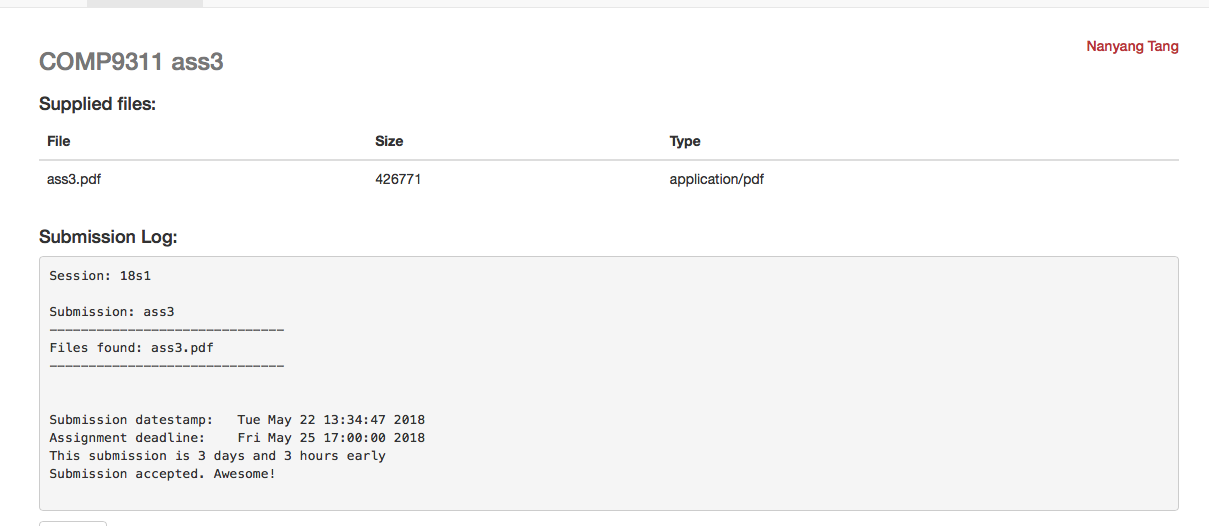 Nanyang Tang
COMP9311 ass3
Supplied files:
File Size Type
ass3.pdf 426771 application/pdf
Submission Log:
Session: 18s1
Submission: ass3
------------------------------
Files found: ass3.pdf
------------------------------
Submission datestamp: Tue May 22 13:34:47 2018
Assignment deadline: Fri May 25 17:00:00 2018
This submission is 3 days and 3 hours early
Submission accepted. Awesome!